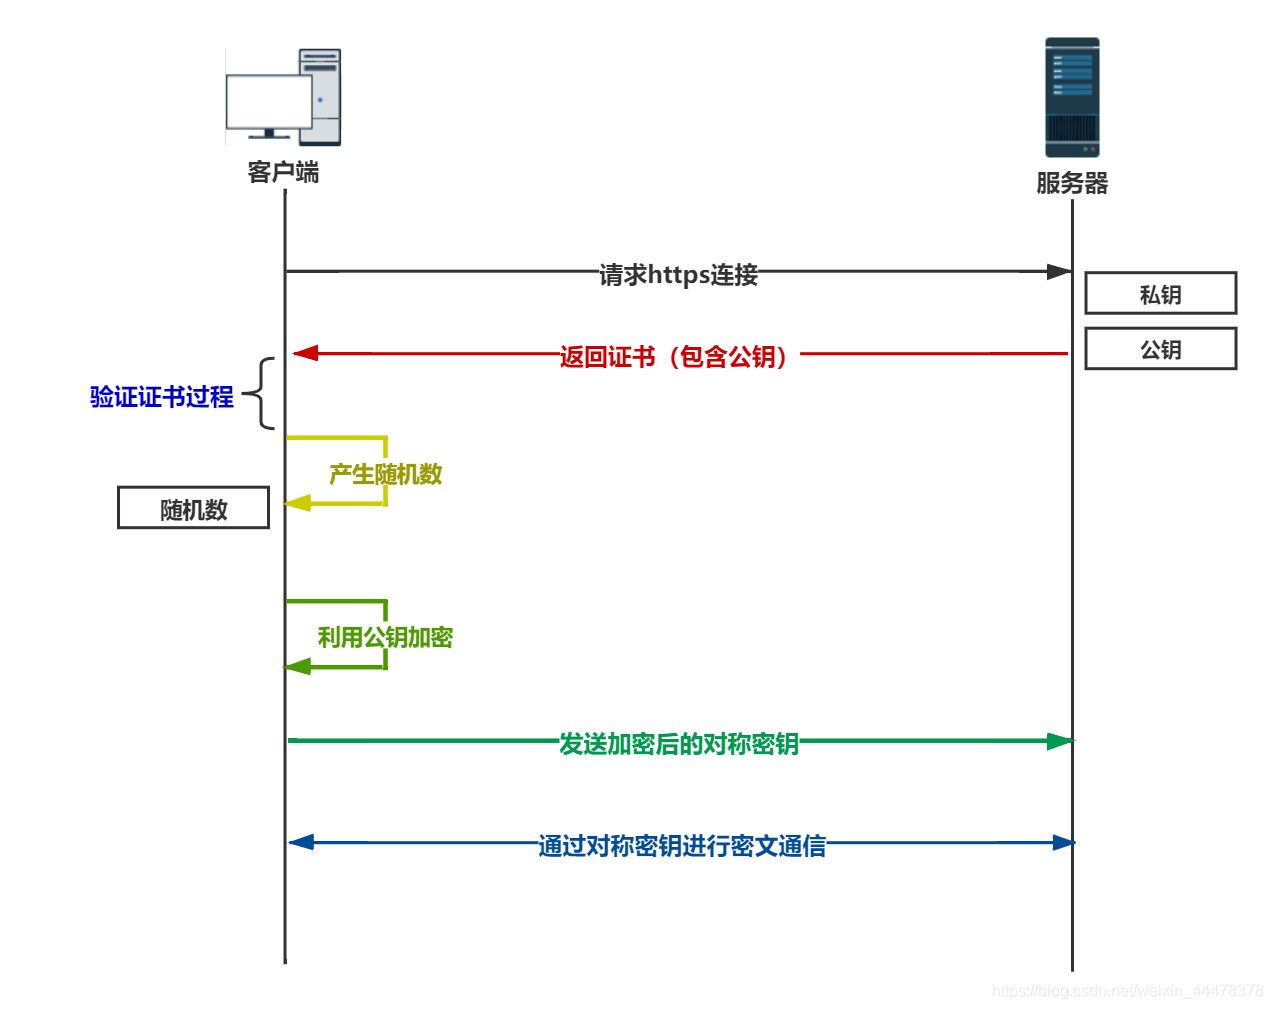 客户端
服务器
请求https连接
私钥
返回证书（包含公钥）
公钥
验证证书过程
产生随机数
随机数
利用公钥加密
发送加密后的对称密钥
通过对称密钥进行密文通信
https://blog.csdn.net/weixin_44478378